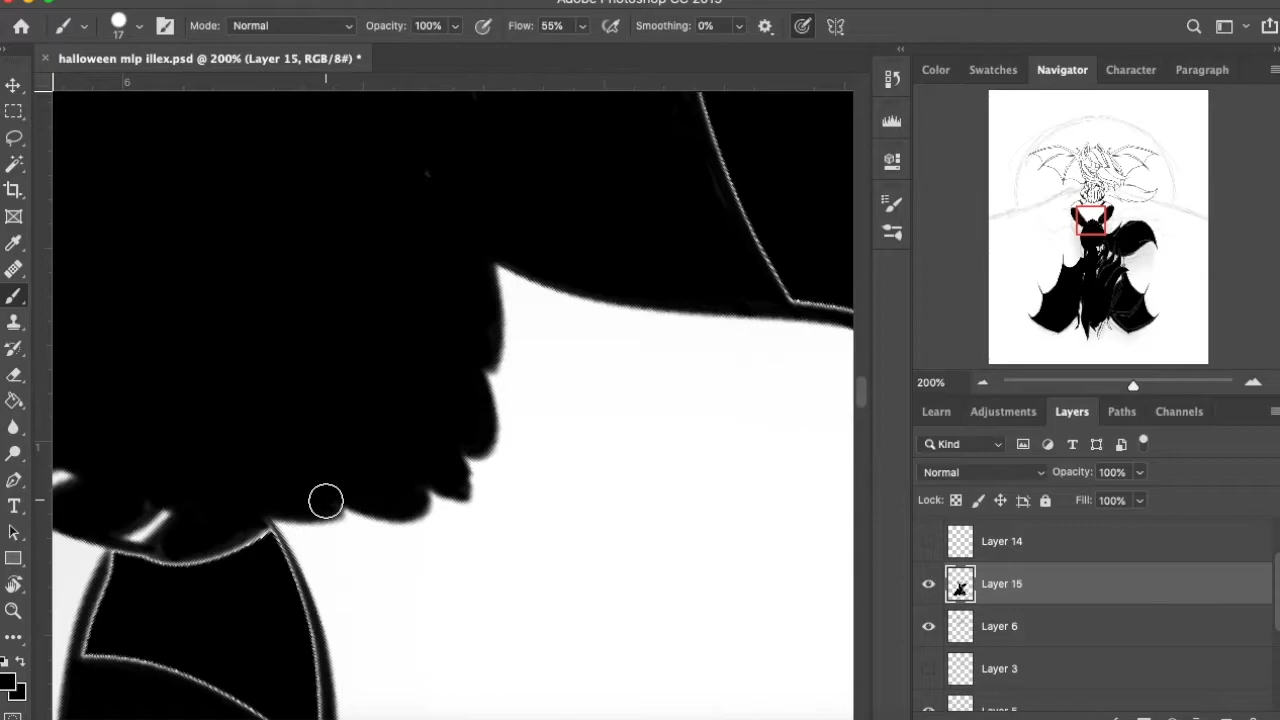 Adobe Photoshop CC 2019
17 Mode: Normal Opacity: 100% Flow: 55% Smoothing: 0%
halloween mlp illex.psd @ 200% (Layer 15, RGB/8#) *
6
1
Color Swatches Navigator Character Paragraph
200%
Learn Adjustments Layers Paths Channels
Kind
Normal Opacity: 100%
Lock: Fill: 100%
Layer 14
Layer 15
Layer 6
Layer 3